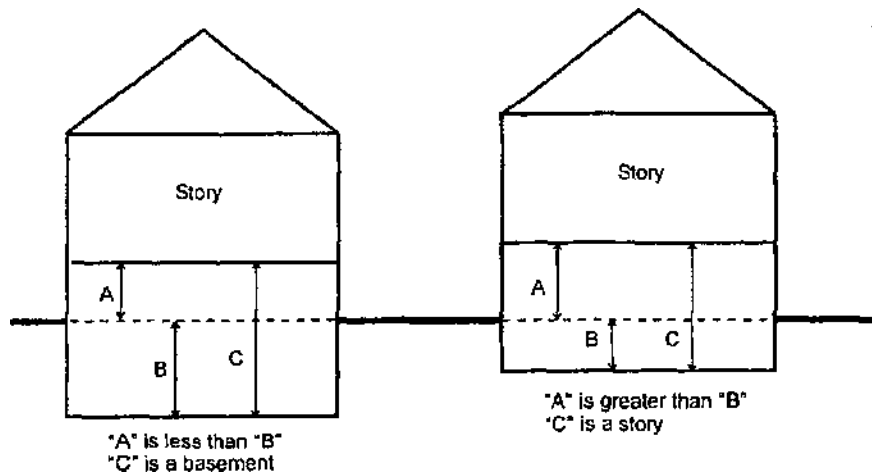 Story
A
B
C
"A" is less than "B"
"C" is a basement
Story
A
B
C
"A" is greater than "B"
"C" is a story